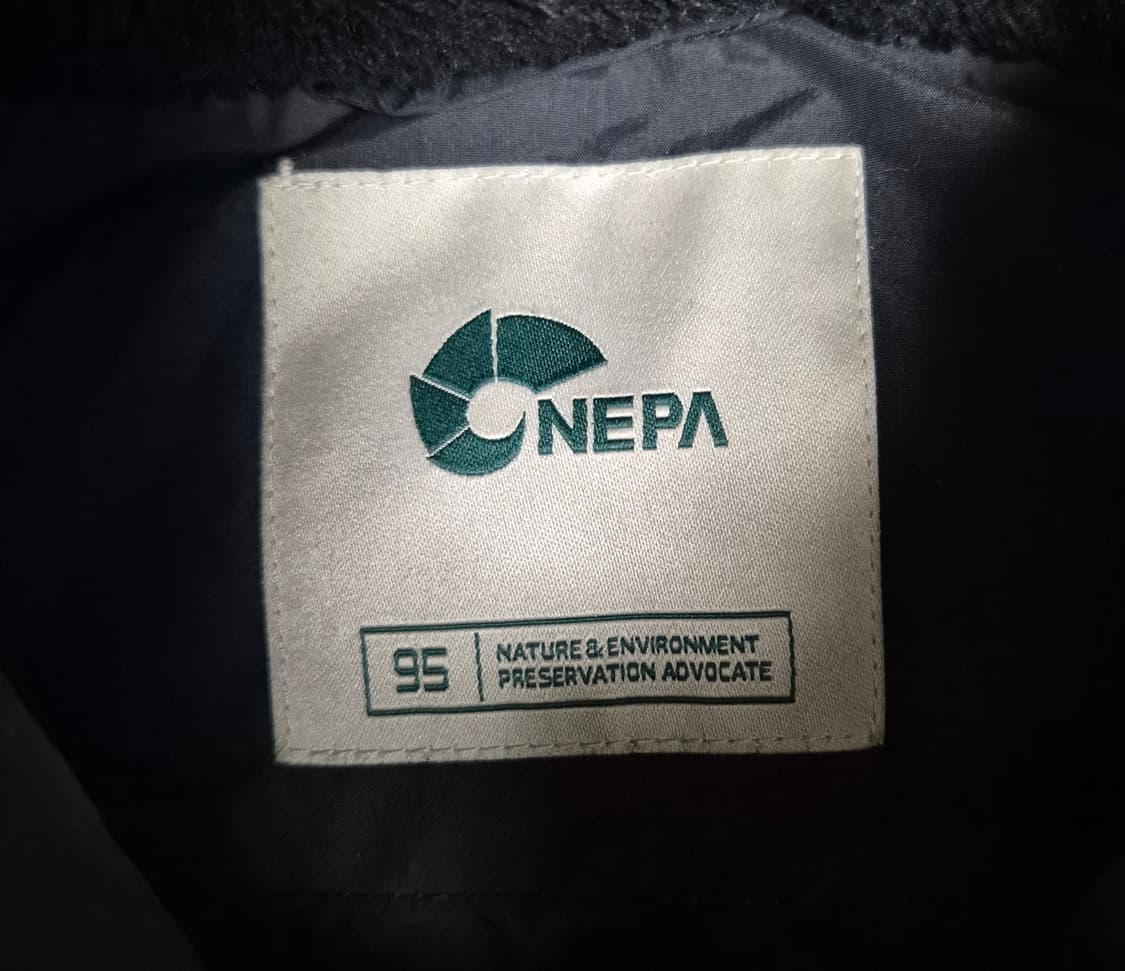 NEPA
95
NATURE & ENVIRONMENT
PRESERVATION ADVOCATE